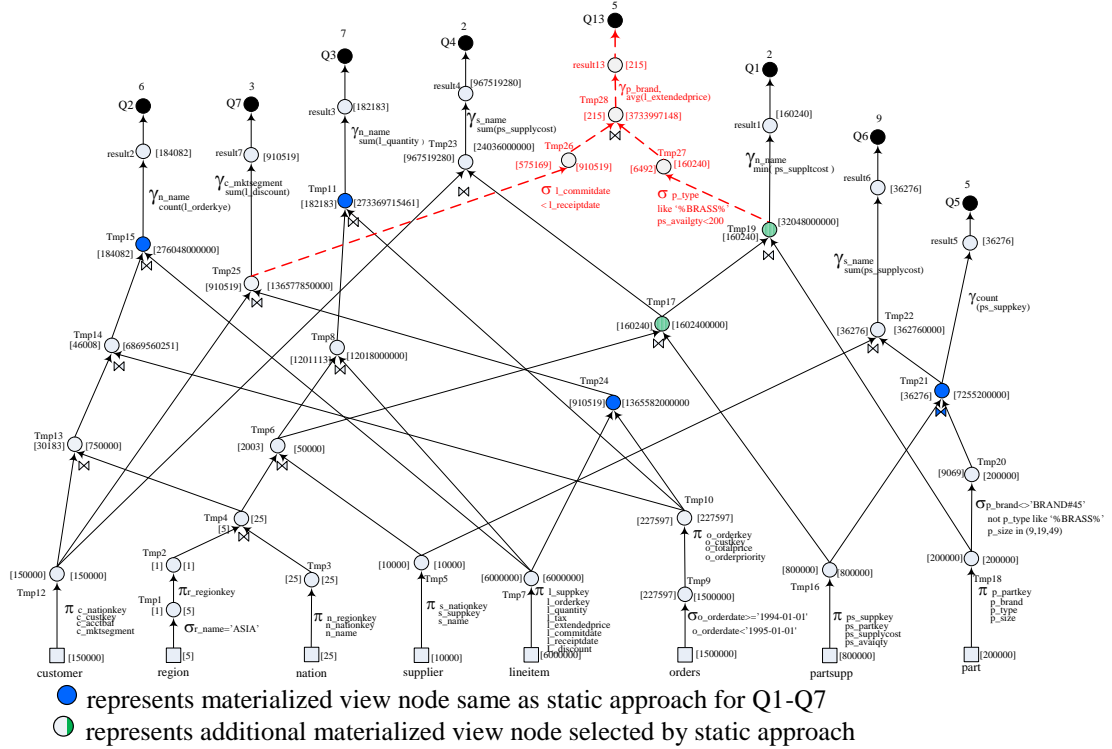 5
Q13
2
Q4
7
Q3
2
Q1
6
Q2
3
Q7
9
Q6
5
Q5
result13
[215]
γp_brand,
avg(l_extendedprice)
result4
[967519280]
Tmp28
[215]
[3733997148]
result3
[182183]
γn_name
sum(l_quantity )
γs_name
sum(ps_supplycost)
Tmp23
[24036000000]
[967519280]
result1
[160240]
γn_name
min( ps_suppltcost )
result2
[184082]
result7
[910519]
Tmp26
[575169]
[910519]
Tmp27
[6492]
[160240]
result6
[36276]
γn_name
count(l_orderkye)
γc_mktsegment
sum(l_discount)
Tmp11
[182183]
[273369715461]
σ l_commitdate
< l_receiptdate
σ p_type
like '%BRASS%'
ps_availgty<200
Tmp19
[160240]
[32048000000]
Tmp15
[184082]
[276048000000]
result5
[36276]
γs_name
sum(ps_supplycost)
Tmp25
[910519]
[136577850000]
γcount
(ps_suppkey)
Tmp17
[160240]
[1602400000]
Tmp22
[36276]
[362760000]
Tmp14
[46008]
[6869560251]
Tmp8
[1201113]
[12018000000]
Tmp24
[910519]
[1365582000000]
Tmp21
[36276]
[7255200000]
Tmp13
[30183]
[750000]
Tmp6
[2003]
[50000]
Tmp20
[9069]
[200000]
σp_brand<>'BRAND#45'
not p_type like '%BRASS%'
p_size in (9,19,49)
Tmp4
[5]
[25]
Tmp10
[227597]
[227597]
π o_orderkey
o_custkey
o_totalprice
o_orderpriority
[150000]
[150000]
Tmp12
Tmp2
[1]
[1]
Tmp3
[25]
[25]
[10000]
[10000]
Tmp5
[6000000]
[6000000]
Tmp7
Tmp9
[227597]
[1500000]
[800000]
[800000]
Tmp16
[200000]
[200000]
Tmp18
π c_nationkey
c_custkey
c_acctbal
c_mktsegment
πr_regionkey
Tmp1
[1]
[5]
σr_name='ASIA'
π n_regionkey
n_nationkey
n_name
π s_nationkey
s_suppkey
s_name
π l_suppkey
l_orderkey
l_quantity
l_tax
l_extendedprice
l_commitdate
l_receiptdate
l_discount
σo_orderdate>='1994-01-01'
o_orderdate<'1995-01-01'
π ps_suppkey
ps_partkey
ps_supplycost
ps_avaiqty
π p_partkey
p_brand
p_type
p_size
[150000]
[5]
[25]
[10000]
[6000000]
[1500000]
[800000]
[200000]
customer
region
nation
supplier
lineitem
orders
partsupp
part
represents materialized view node same as static approach for Q1-Q7
represents additional materialized view node selected by static approach